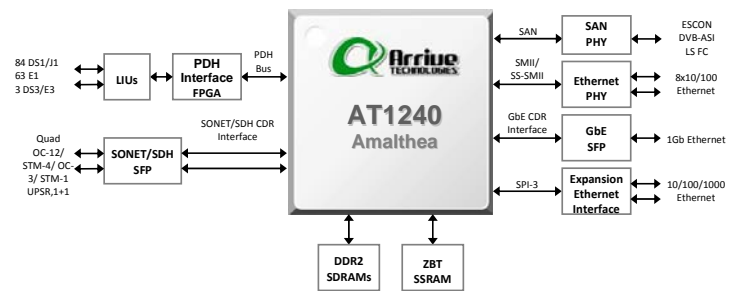 84 DS1/J1
63 E1
3 DS3/E3
LIUs
PDH
Interface
FPGA
PDH
Bus
Quad
OC-12/
STM-4/ OC-
3/ STM-1
UPSR,1+1
SONET/SDH
SFP
SONET/SDH CDR
Interface
Arrive
TECHNOLOGIES
AT1240
Amalthea
SAN
SAN
PHY
ESCON
DVB-ASI
LS FC
SMII/
SS-SMII
Ethernet
PHY
8x10/100
Ethernet
GbE CDR
Interface
GbE
SFP
1Gb Ethernet
SPI-3
Expansion
Ethernet
Interface
10/100/1000
Ethernet
DDR2
SDRAMs
ZBT
SSRAM